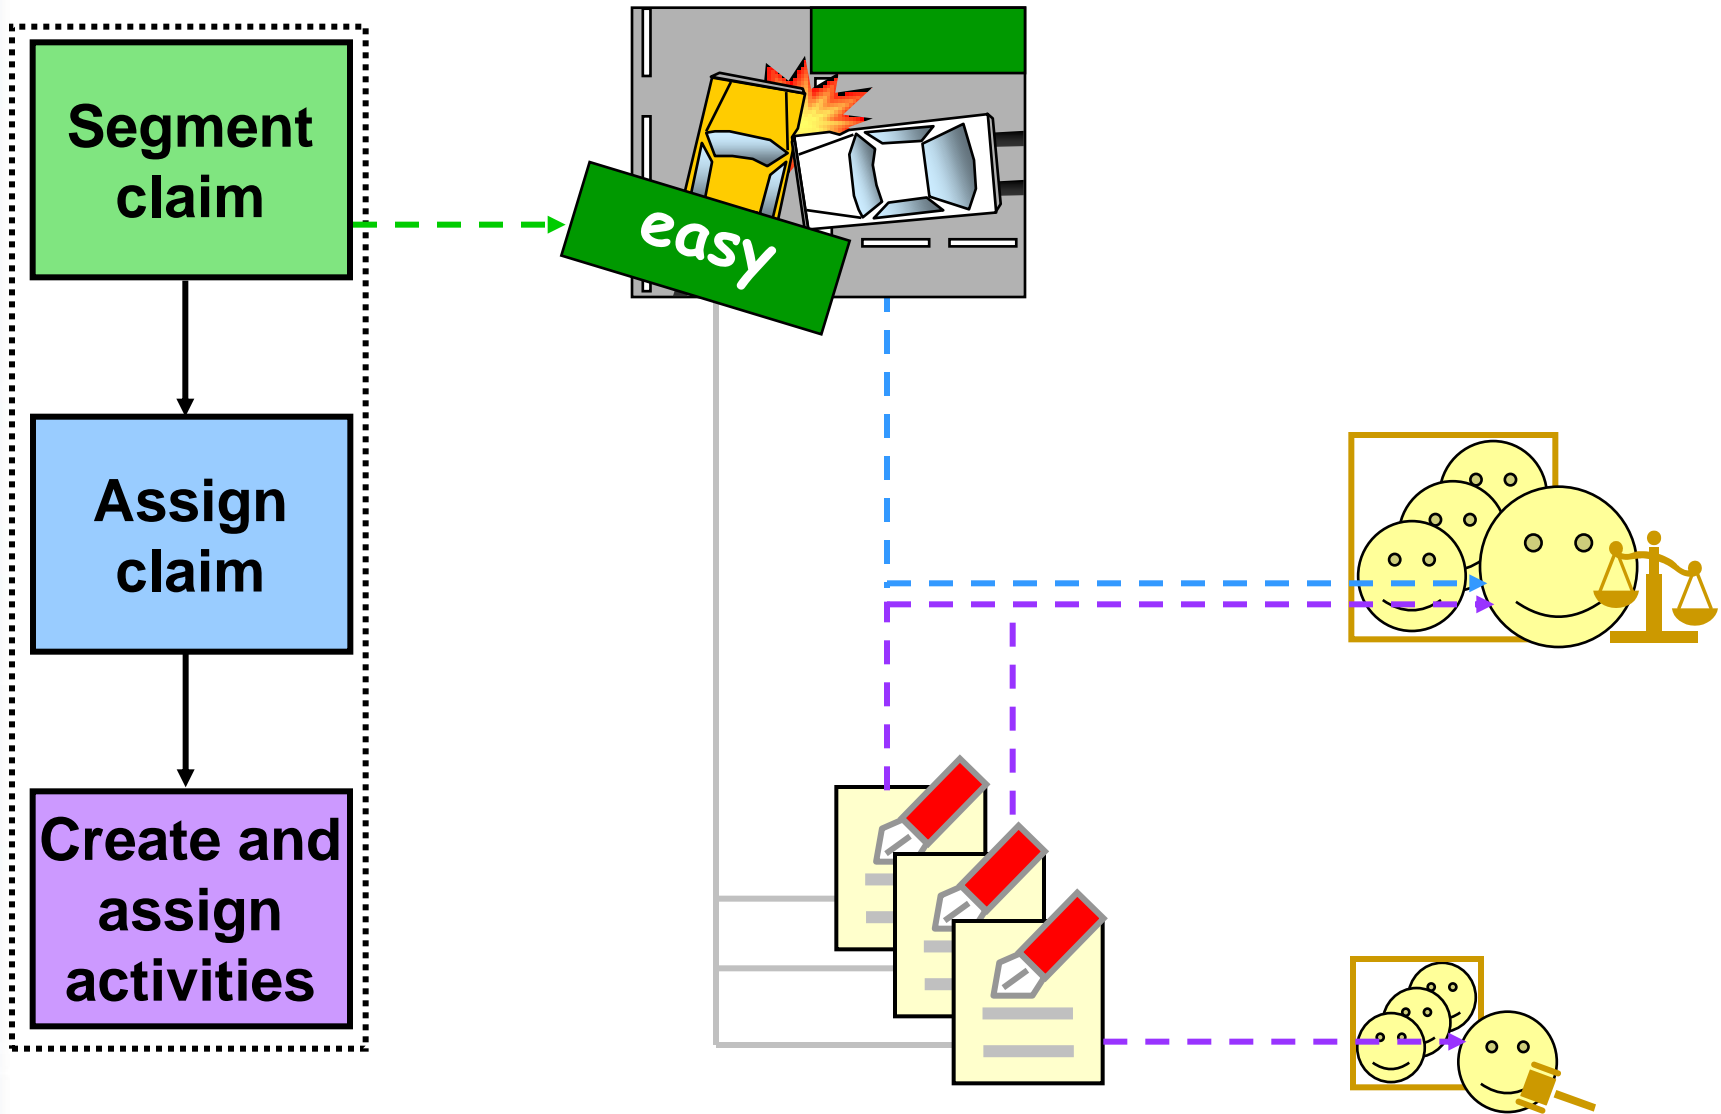 Segment
claim
easy
Assign
claim
Create and
assign
activities